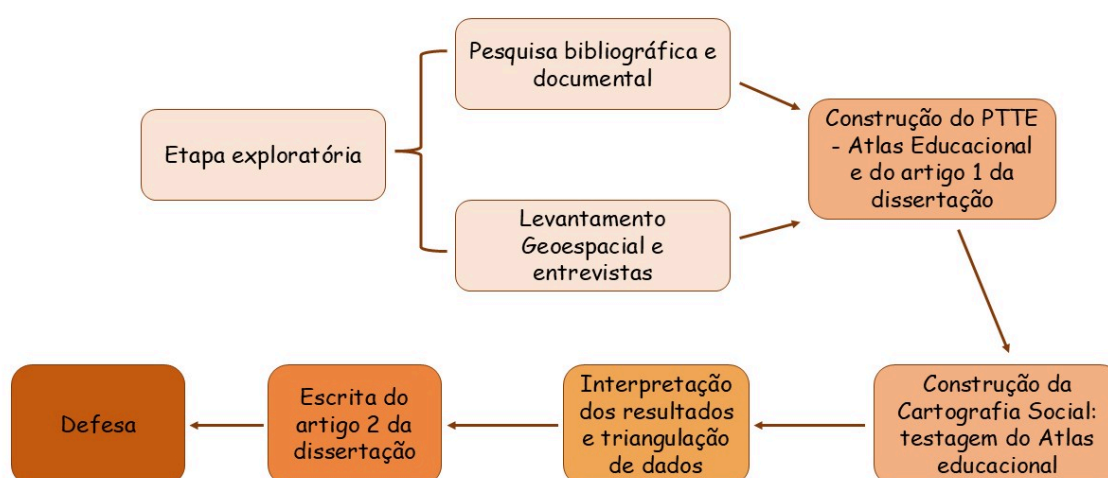 Etapa exploratória
Pesquisa bibliográfica e
documental
Levantamento
Geoespacial e
entrevistas
Construção do PTTE
- Atlas Educacional
e do artigo 1 da
dissertação
Construção da
Cartografia Social:
testagem do Atlas
educacional
Interpretação
dos resultados
e triangulação
de dados
Escrita do
artigo 2 da
dissertação
Defesa